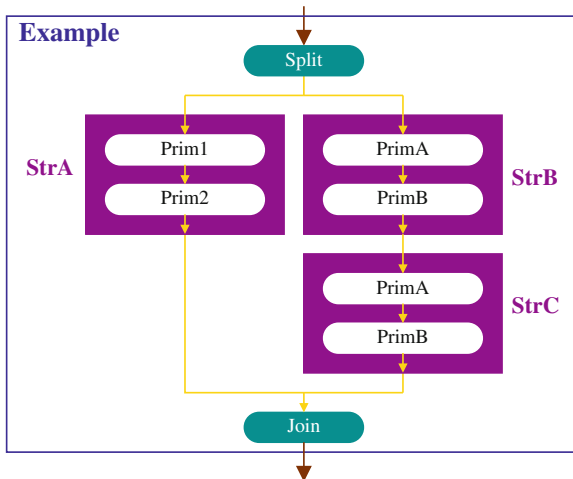 Example
Split
StrA
Prim1
Prim2
PrimA
PrimB
StrB
PrimA
PrimB
StrC
Join